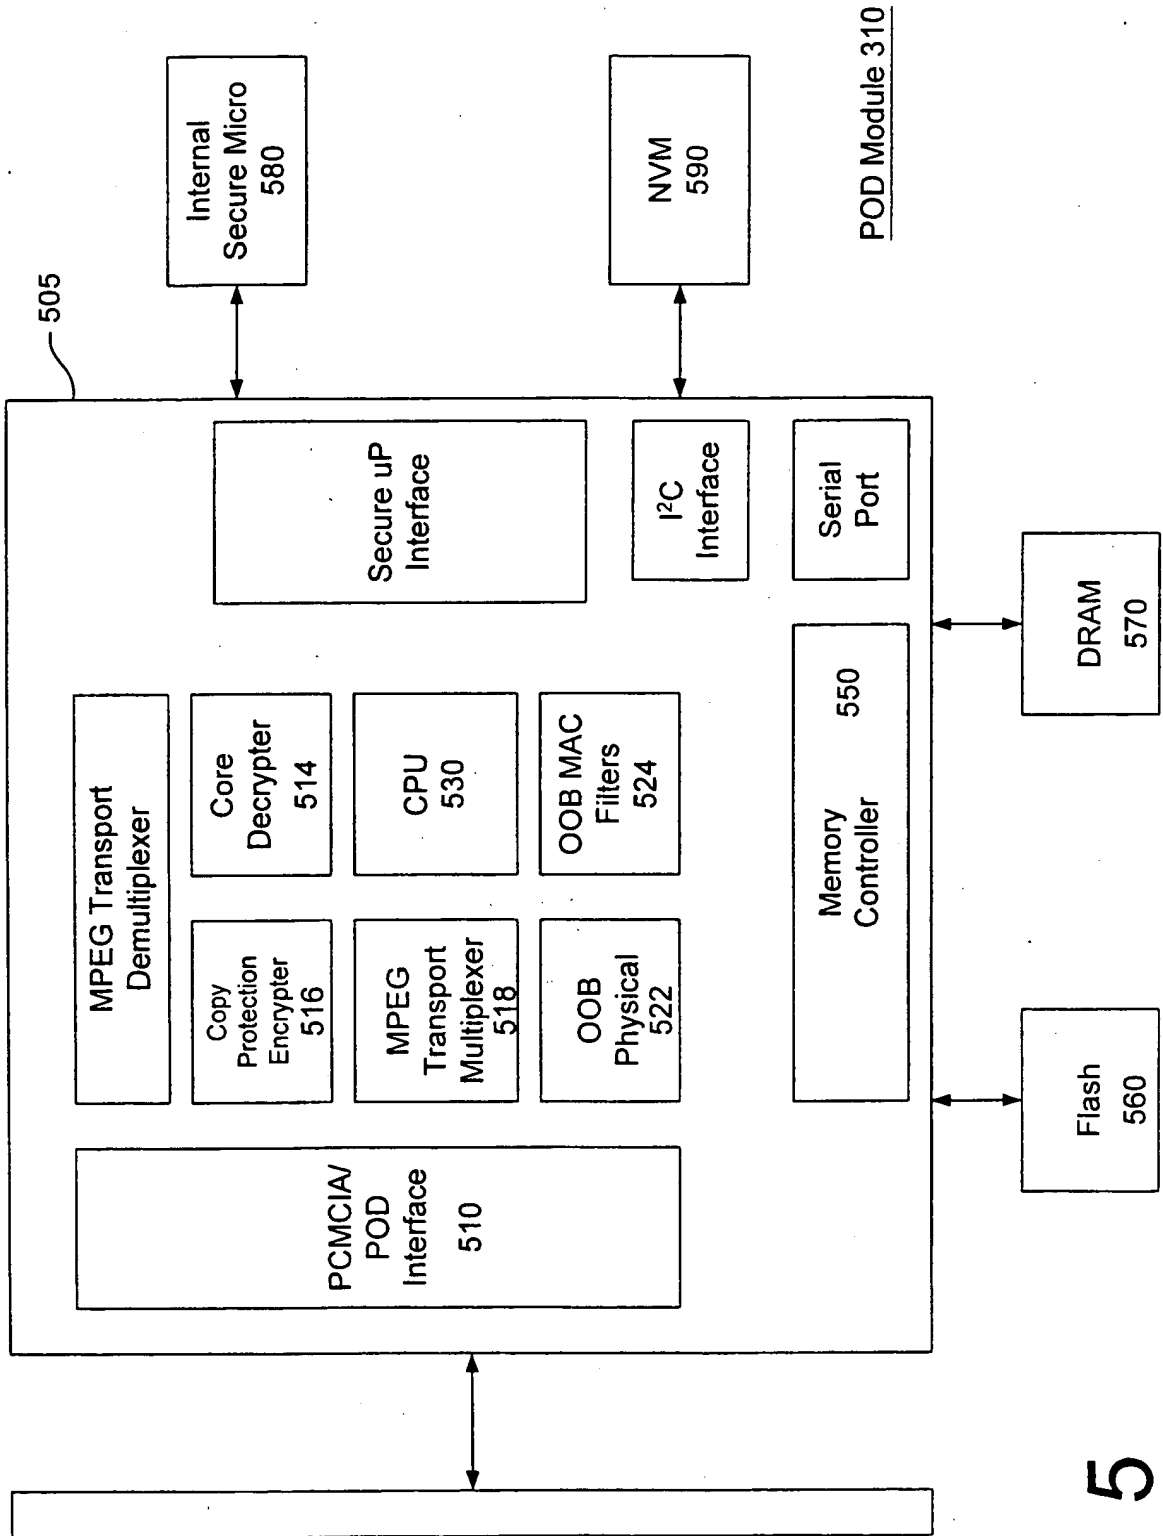 505
MPEG Transport
Demultiplexer
Core
Decrypter
514
Copy
Protection
Encrypter
516
CPU
530
MPEG
Transport
Multiplexer
518
OOB MAC
Filters
524
OOB
Physical
522
PCMCIA/
POD
Interface
510
Secure uP
Interface
I²C
Interface
Serial
Port
Memory
Controller
550
Internal
Secure Micro
580
NVM
590
Flash
560
DRAM
570
POD Module 310
5